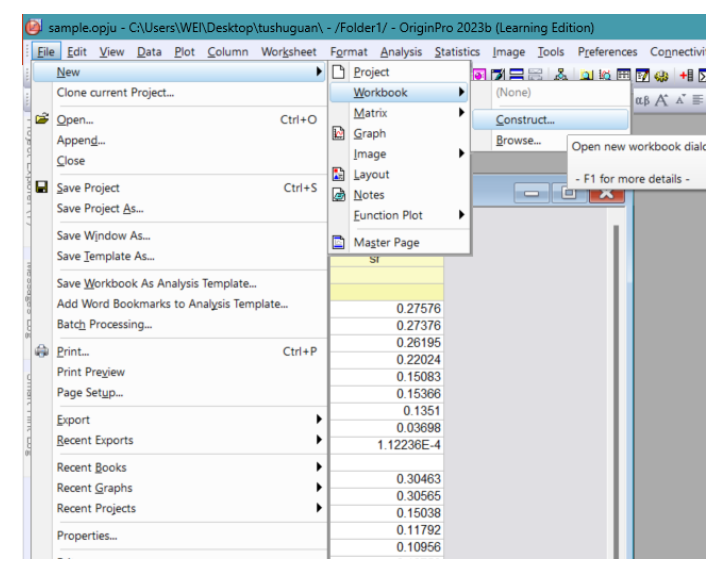 sample.opju - C:\Users\WEI\Desktop\tushuguan\ - /Folder1/ - OriginPro 2023b (Learning Edition)
File Edit View Data Plot Column Worksheet Format Analysis Statistics Image Tools Preferences Connectivi
New
Clone current Project...
Open... Ctrl+O
Append...
Close
Save Project Ctrl+S
Save Project As...
Save Window As...
Save Template As...
Save Workbook As Analysis Template...
Add Word Bookmarks to Analysis Template...
Batch Processing...
Print... Ctrl+P
Print Preview
Page Setup...
Export
Recent Exports
Recent Books
Recent Graphs
Recent Projects
Properties...
Project
Workbook
Matrix
Graph
Image
Layout
Notes
Function Plot
Master Page
(None)
Construct...
Browse...
Open new workbook dialo
- F1 for more details -
αβ A A
0.27576
0.27376
0.26195
0.22024
0.15083
0.15366
0.1351
0.03698
1.12236E-4
0.30463
0.30565
0.15038
0.11792
0.10956